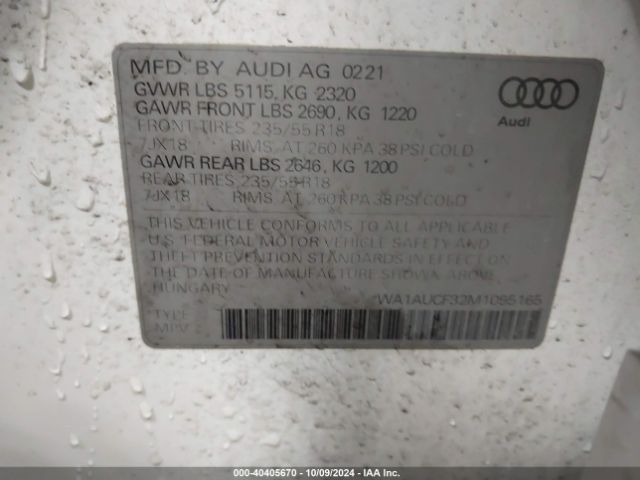 MFD. BY AUDI AG 0221
GVWR LBS 5115, KG 2320
GAWR FRONT LBS 2690, KG 1220
FRONT TIRES 235/55 R18
7JX18 RIMS AT 260 KPA 38 PSI COLD
GAWR REAR LBS 2646, KG 1200
REAR TIRES 235/55 R18
7JX18 RIMS AT 260 KPA 38 PSI COLD
Audi
THIS VEHICLE CONFORMS TO ALL APPLICABLE
U.S. FEDERAL MOTOR VEHICLE SAFETY AND
THEFT PREVENTION STANDARDS IN EFFECT ON
THE DATE OF MANUFACTURE SHOWN ABOVE
HUNGARY
*WA1AUCF32M1095165
TYPE
MPV
000-40405670 - 10/09/2024 - IAA Inc.